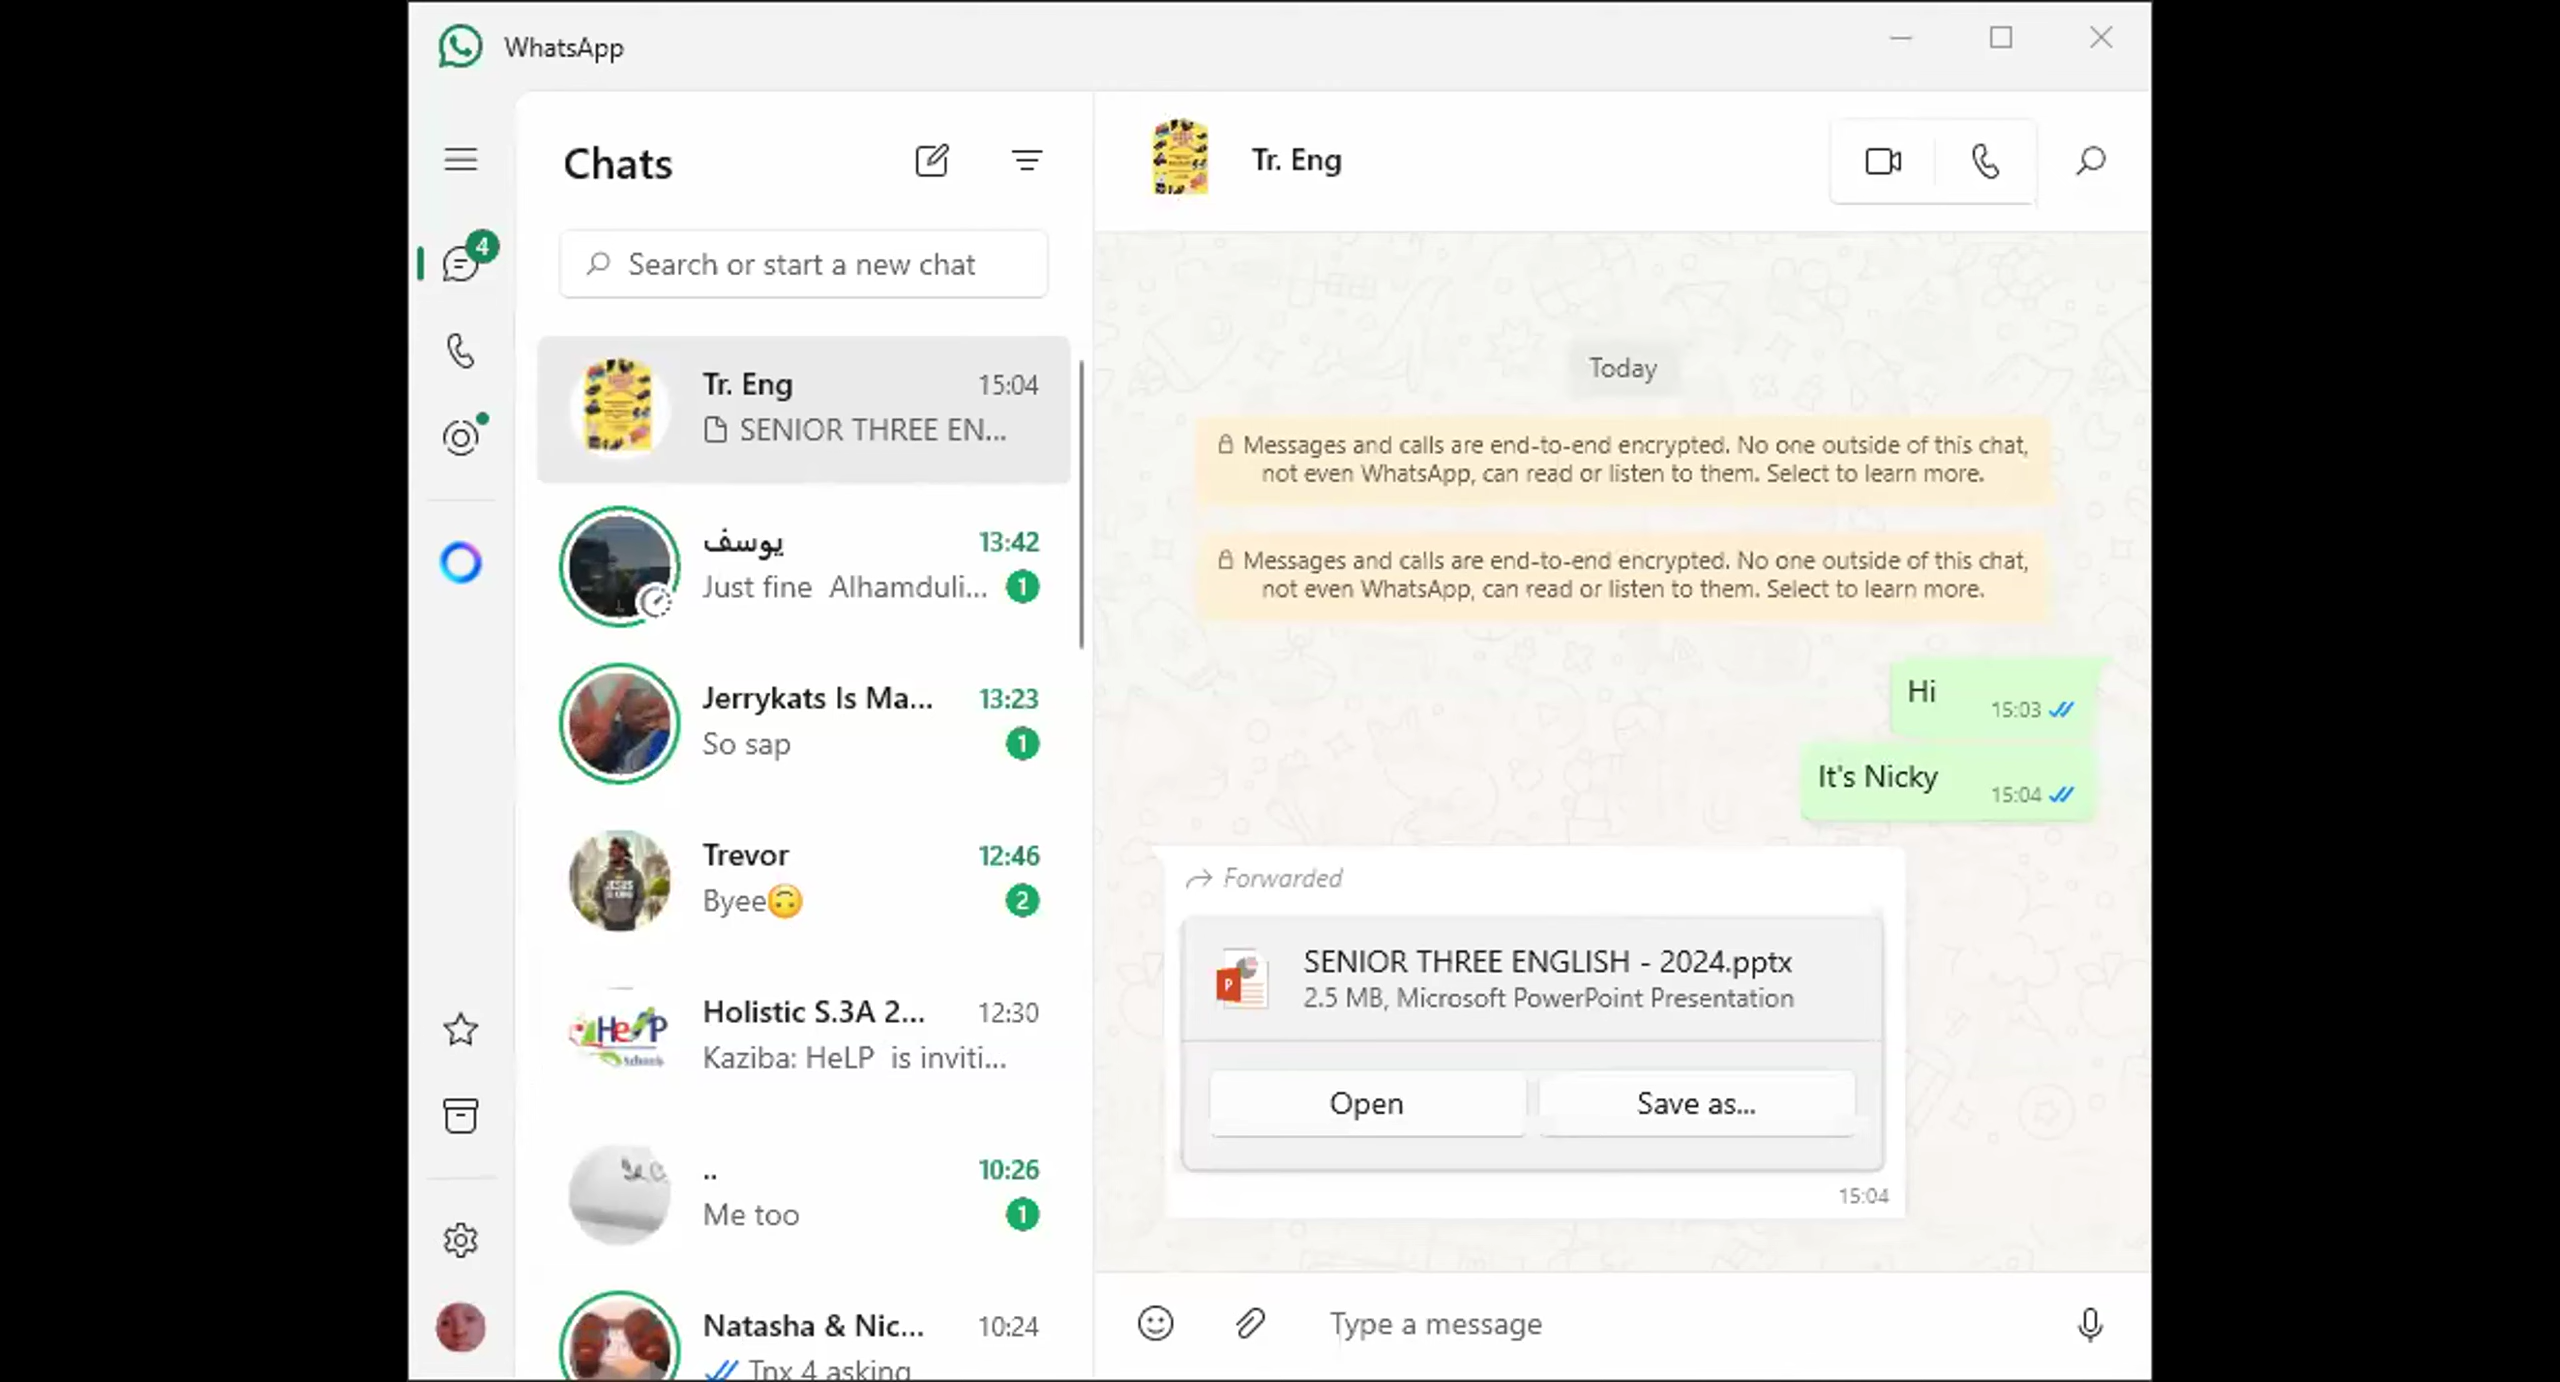 WhatsApp
Chats
4
Search or start a new chat
Tr. Eng
15:04
SENIOR THREE EN...
يوسف
13:42
Just fine Alhamduli...
1
Jerrykats Is Ma...
13:23
So sap
1
Trevor
12:46
Byee🙃
2
HeLP
Schools
Holistic S.3A 2...
12:30
Kaziba: HeLP is inviti...
..
10:26
Me too
1
Natasha & Nic...
10:24
Tnx 4 asking
Tr. Eng
Today
Messages and calls are end-to-end encrypted. No one outside of this chat,
not even WhatsApp, can read or listen to them. Select to learn more.
Messages and calls are end-to-end encrypted. No one outside of this chat,
not even WhatsApp, can read or listen to them. Select to learn more.
Hi
15:03
It's Nicky
15:04
Forwarded
P
SENIOR THREE ENGLISH - 2024.pptx
2.5 MB, Microsoft PowerPoint Presentation
Open
Save as...
15:04
Type a message